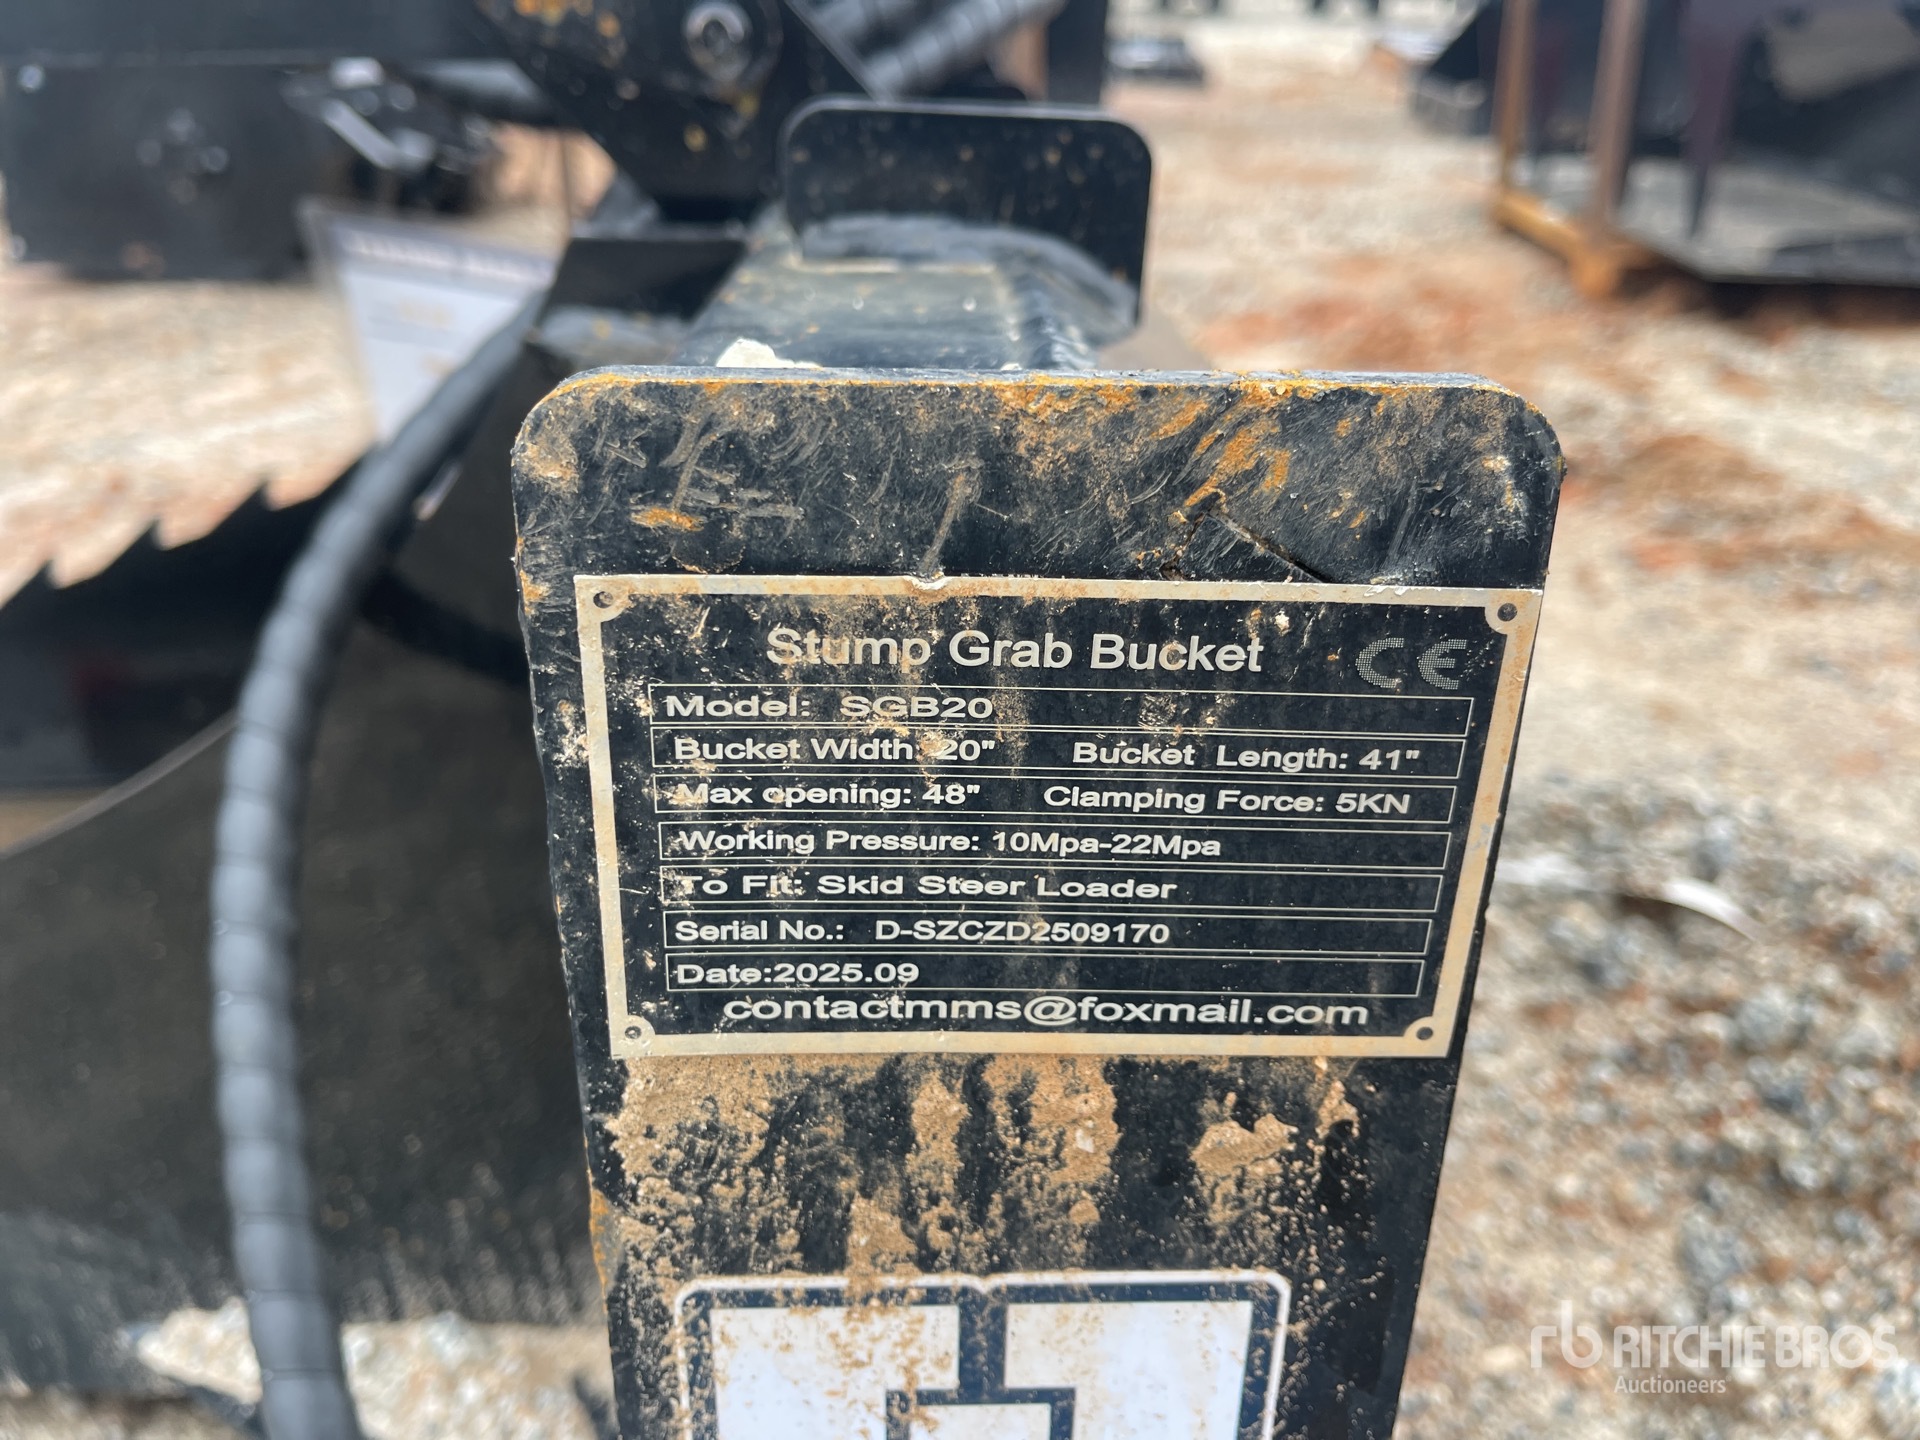 Stump Grab Bucket CE
Model: SGB20
Bucket Width 20" Bucket Length: 41"
Max opening: 48" Clamping Force: 5KN
Working Pressure: 10Mpa-22Mpa
To Fit: Skid Steer Loader
Serial No.: D-SZCZD2509170
Date:2025.09
contactmms@foxmail.com
rb RITCHIE BROS
Auctioneers